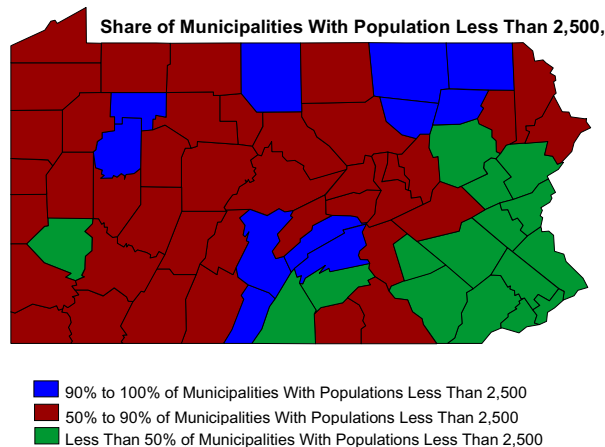 Share of Municipalities With Population Less Than 2,500,
90% to 100% of Municipalities With Populations Less Than 2,500
50% to 90% of Municipalities With Populations Less Than 2,500
Less Than 50% of Municipalities With Populations Less Than 2,500